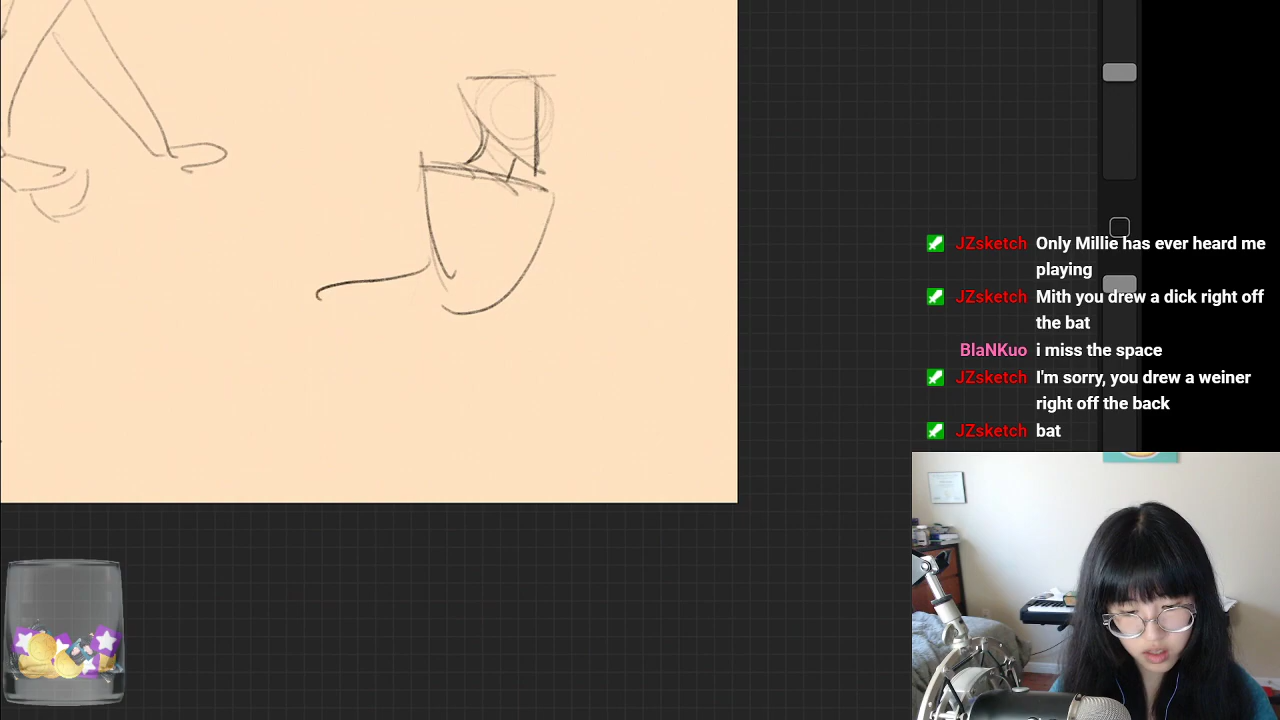 JZsketch Only Millie has ever heard me
playing
JZsketch Mith you drew a dick right off
the bat
BlaNKuo i miss the space
JZsketch I'm sorry, you drew a weiner
right off the back
JZsketch bat